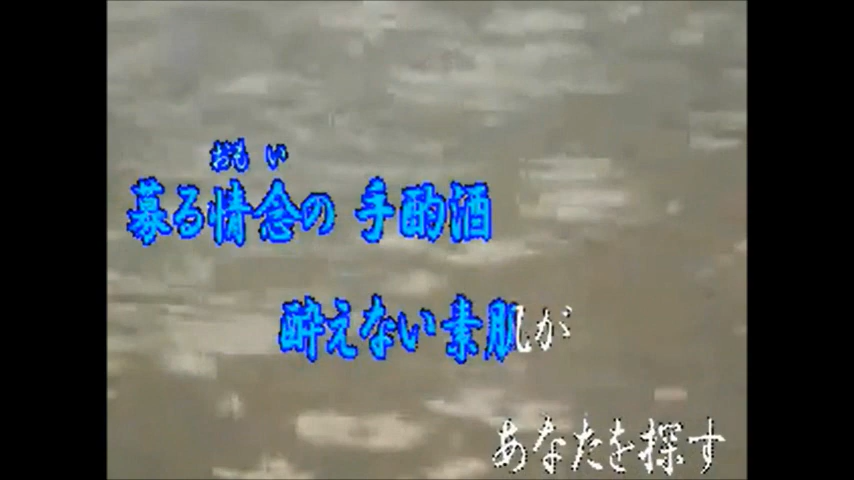 おもい
募る情念の 手酌酒
酔えない素肌が
あなたを探す